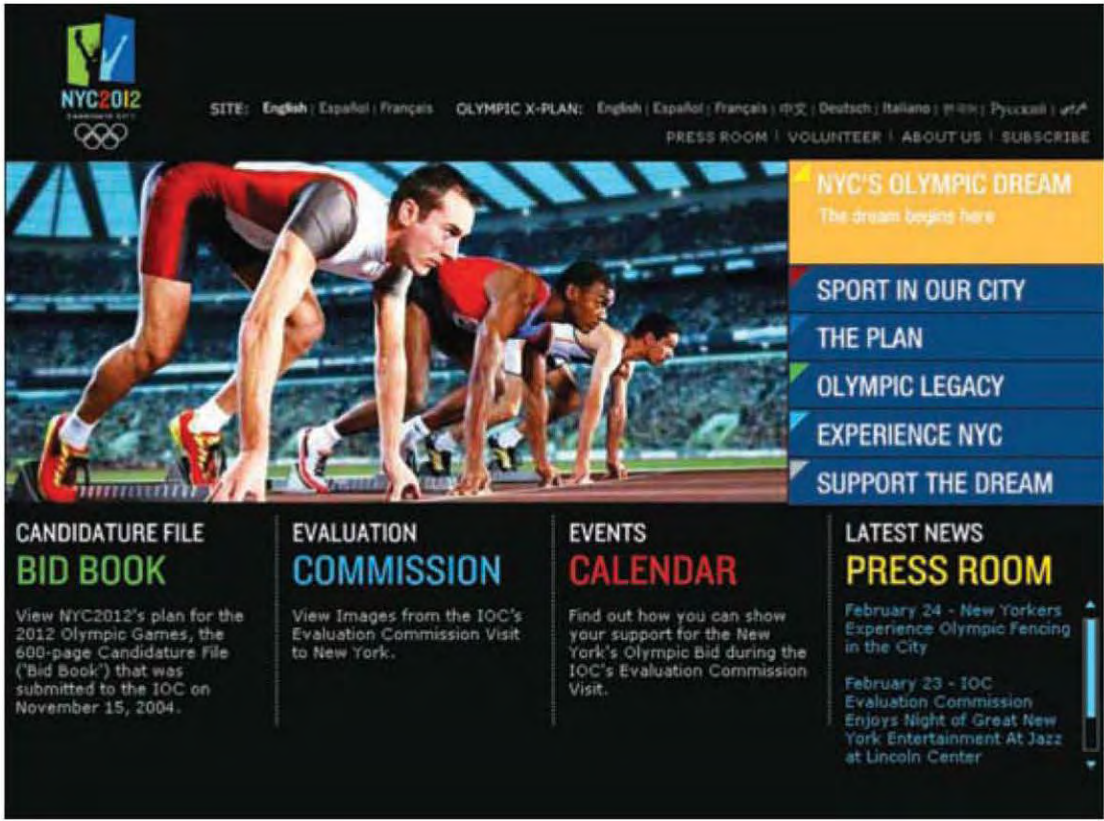 NYC2012
SITE: English | Español | Français OLYMPIC X-PLAN: English | Español | Français | 中文 | Deutsch | Italiano | 한국어 | Русский |
PRESS ROOM | VOLUNTEER | ABOUT US | SUBSCRIBE
NYC'S OLYMPIC DREAM
The dream begins here
SPORT IN OUR CITY
THE PLAN
OLYMPIC LEGACY
EXPERIENCE NYC
SUPPORT THE DREAM
CANDIDATURE FILE
BID BOOK
View NYC2012's plan for the
2012 Olympic Games, the
600-page Candidature File
('Bid Book') that was
submitted to the IOC on
November 15, 2004.
EVALUATION
COMMISSION
View Images from the IOC's
Evaluation Commission Visit
to New York.
EVENTS
CALENDAR
Find out how you can show
your support for the New
York's Olympic Bid during the
IOC's Evaluation Commission
Visit.
LATEST NEWS
PRESS ROOM
February 24 - New Yorkers
Experience Olympic Fencing
in the City
February 23 - IOC
Evaluation Commission
Enjoys Night of Great New
York Entertainment At Jazz
at Lincoln Center